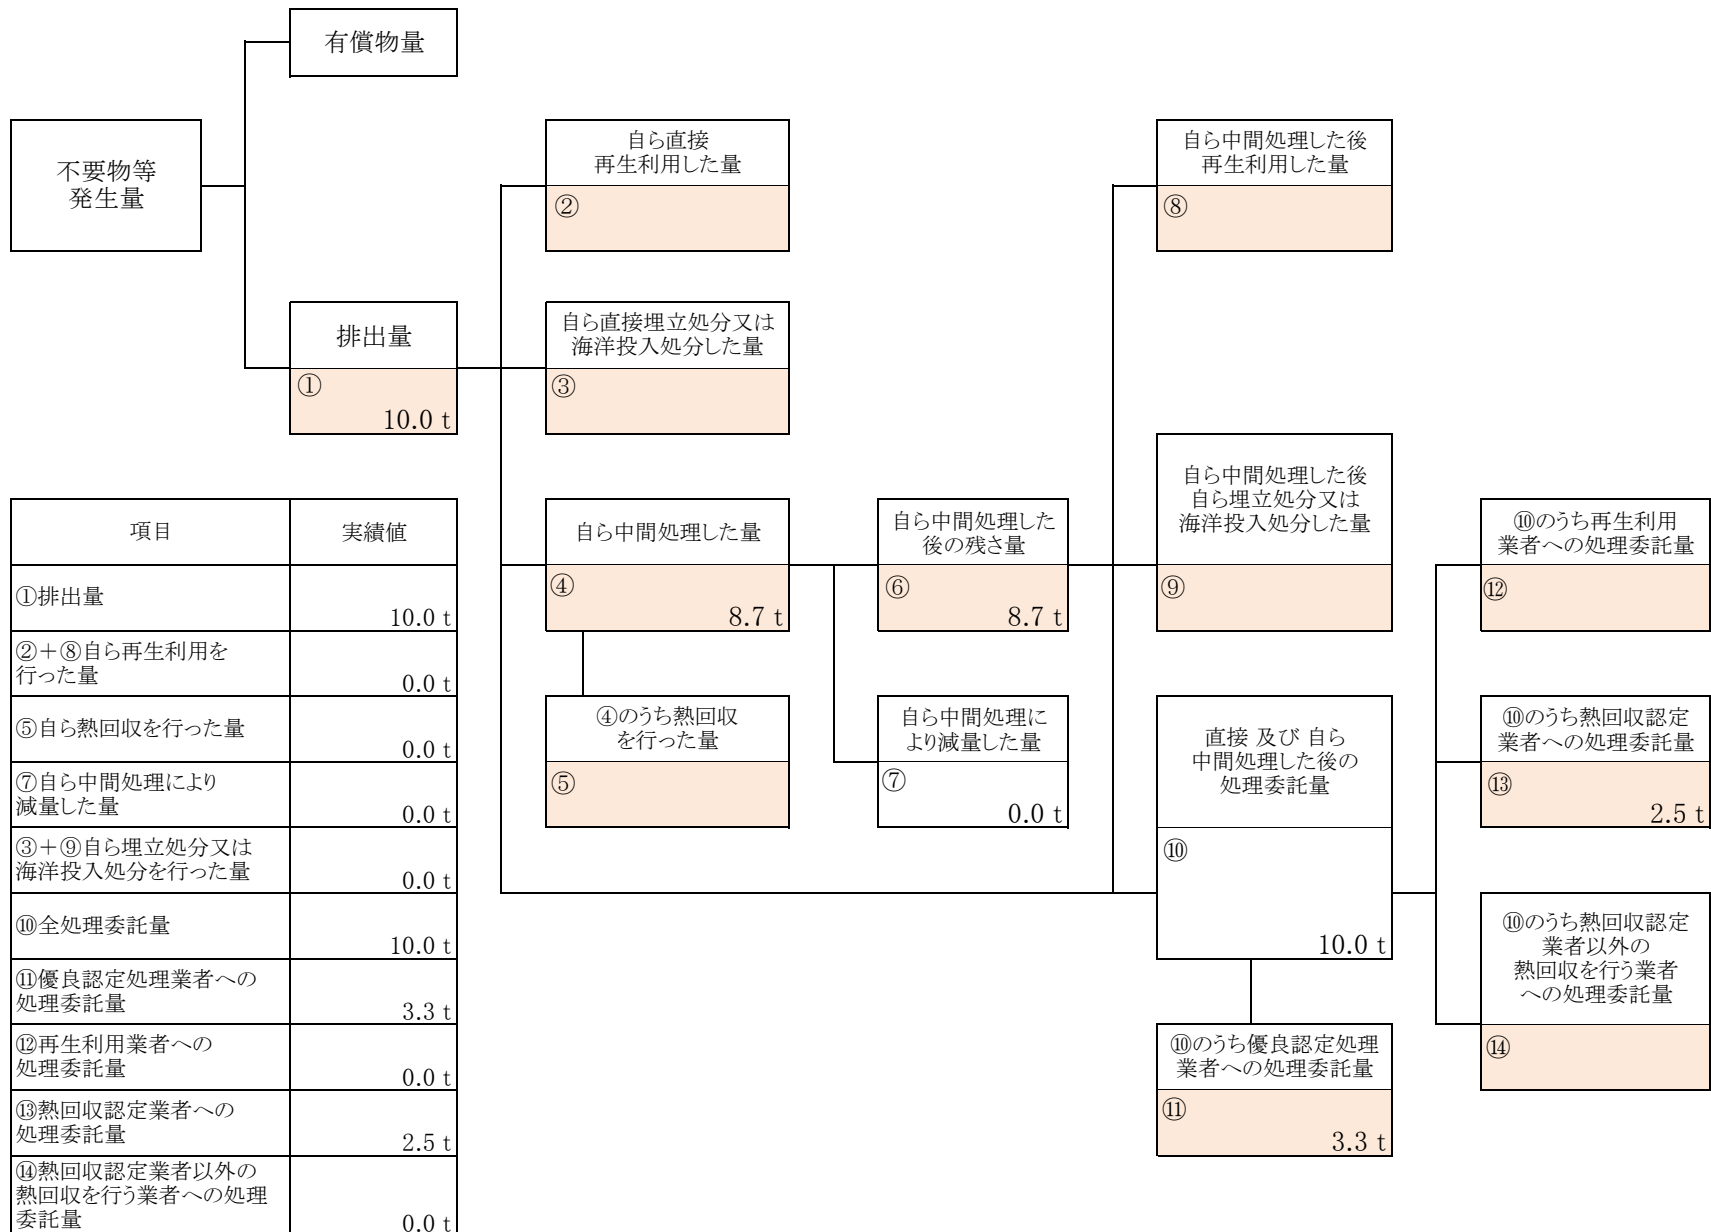 有償物量
不要物等
発生量
自ら直接
再生利用した量
②
自ら中間処理した後
再生利用した量
⑧
排出量
①
10.0 t
自ら直接埋立処分又は
海洋投入処分した量
③
自ら中間処理した量
④
8.7 t
自ら中間処理した
後の残さ量
⑥
8.7 t
自ら中間処理した後
自ら埋立処分又は
海洋投入処分した量
⑨
⑩のうち再生利用
業者への処理委託量
⑫
④のうち熱回収
を行った量
⑤
自ら中間処理に
より減量した量
⑦
0.0 t
直接 及び 自ら
中間処理した後の
処理委託量
⑩
10.0 t
⑩のうち熱回収認定
業者への処理委託量
⑬
2.5 t
⑩のうち熱回収認定
業者以外の
熱回収を行う業者
への処理委託量
⑭
⑩のうち優良認定処理
業者への処理委託量
⑪
3.3 t
項目 実績値
①排出量
10.0 t
②＋⑧自ら再生利用を
行った量
0.0 t
⑤自ら熱回収を行った量
0.0 t
⑦自ら中間処理により
減量した量
0.0 t
③＋⑨自ら埋立処分又は
海洋投入処分を行った量
0.0 t
⑩全処理委託量
10.0 t
⑪優良認定処理業者への
処理委託量
3.3 t
⑫再生利用業者への
処理委託量
0.0 t
⑬熱回収認定業者への
処理委託量
2.5 t
⑭熱回収認定業者以外の
熱回収を行う業者への処理
委託量
0.0 t